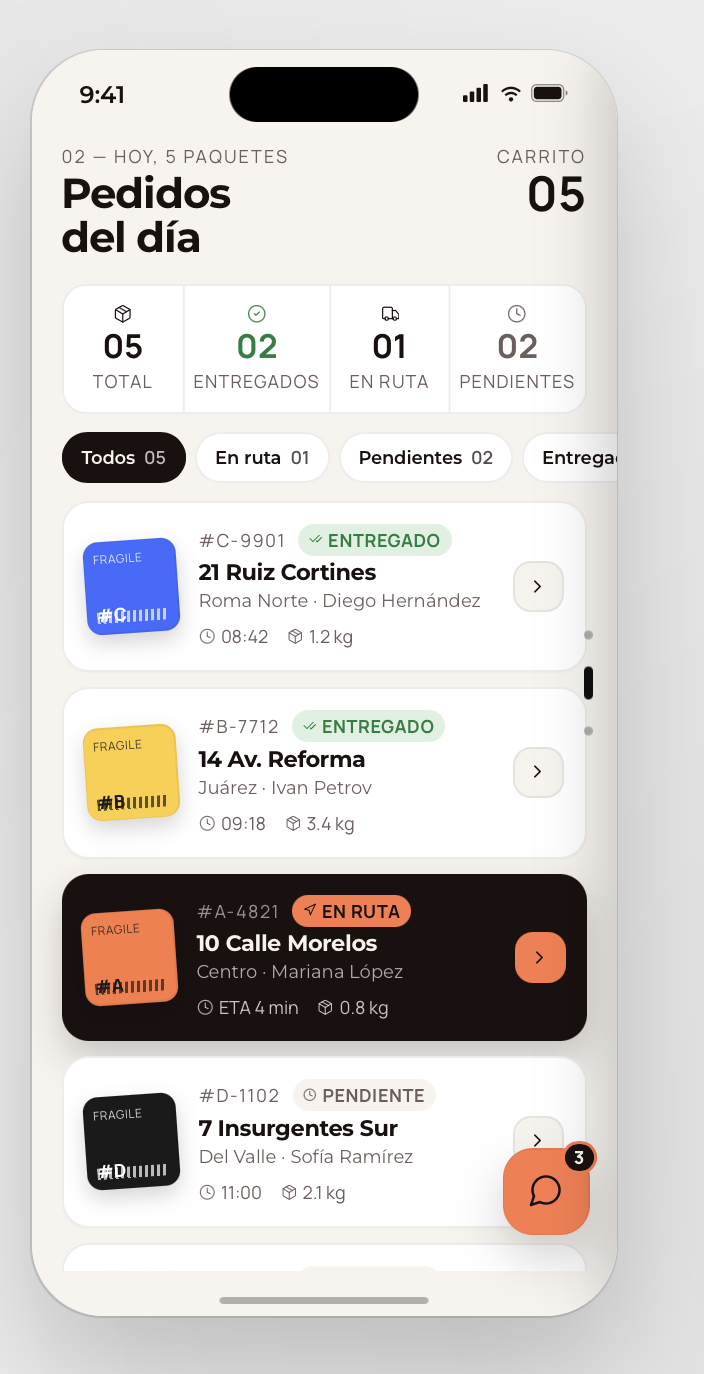 9:41
02 — HOY, 5 PAQUETES
CARRITO
Pedidos
del día
05
05
TOTAL
02
ENTREGADOS
01
EN RUTA
02
PENDIENTES
Todos 05
En ruta 01
Pendientes 02
Entrega
FRAGILE
#C
#C-9901 ENTREGADO
21 Ruiz Cortines
Roma Norte · Diego Hernández
08:42 1.2 kg
FRAGILE
#B
#B-7712 ENTREGADO
14 Av. Reforma
Juárez · Ivan Petrov
09:18 3.4 kg
FRAGILE
#A
#A-4821 EN RUTA
10 Calle Morelos
Centro · Mariana López
ETA 4 min 0.8 kg
FRAGILE
#D
#D-1102 PENDIENTE
7 Insurgentes Sur
Del Valle · Sofía Ramírez
11:00 2.1 kg
3